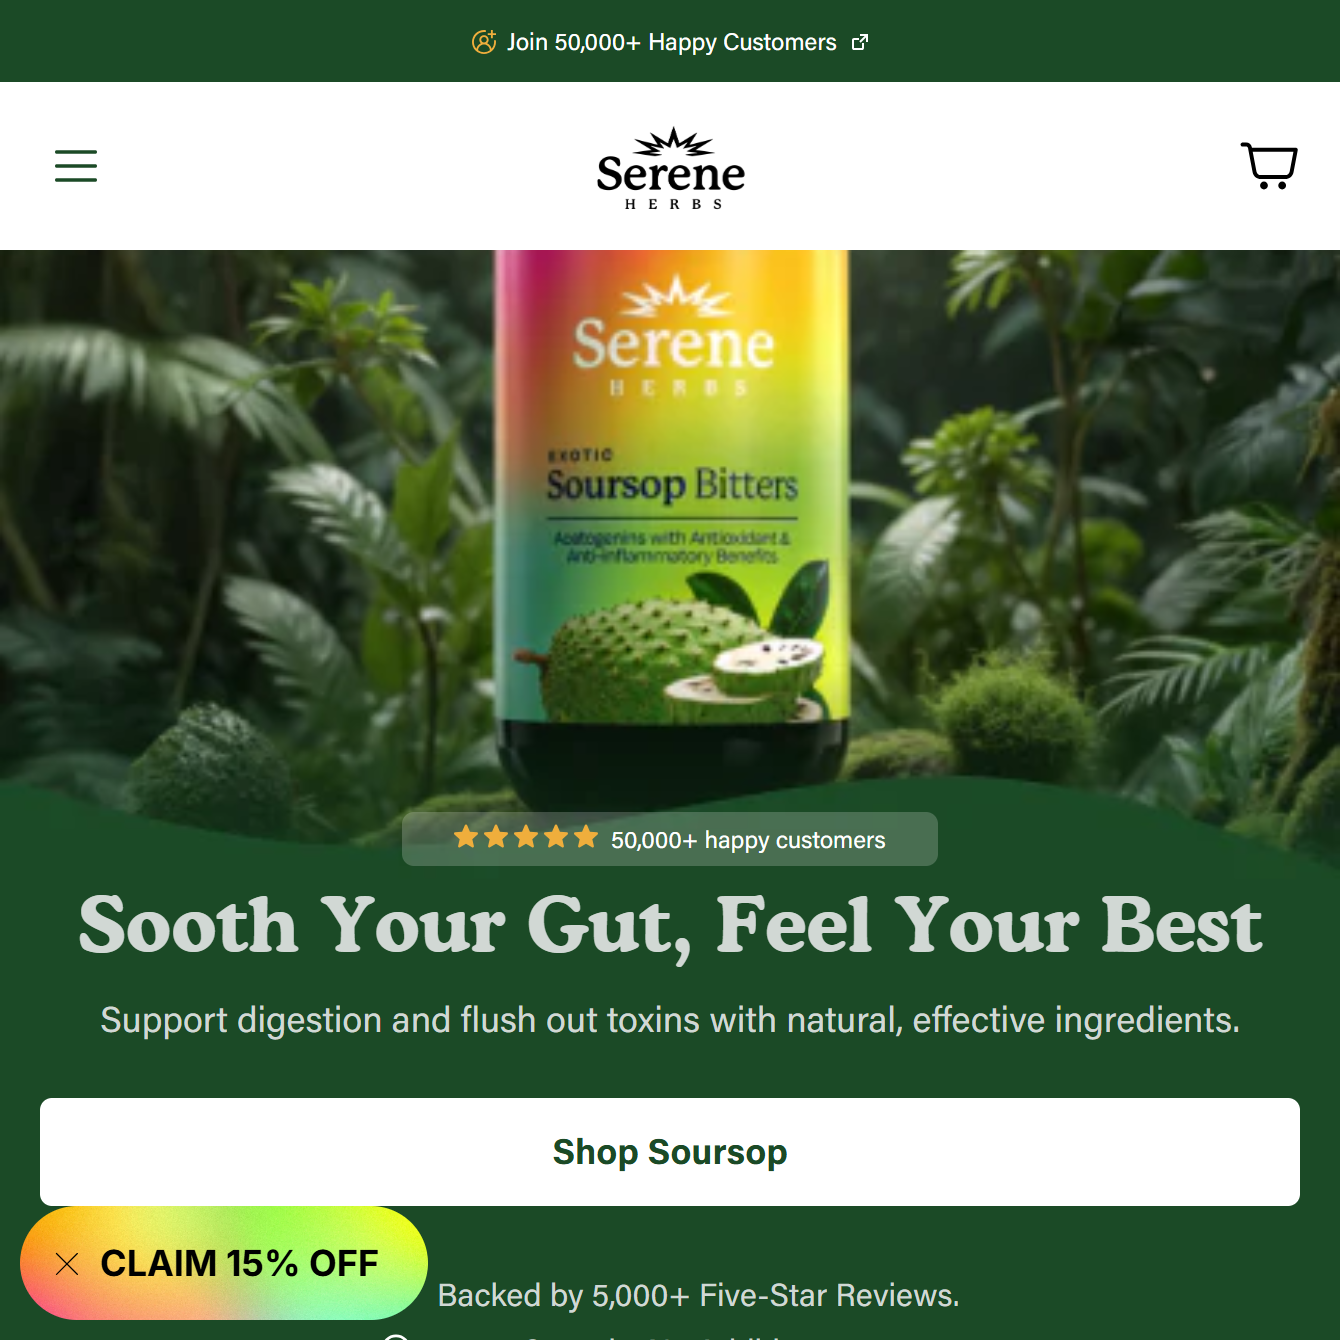 Join 50,000+ Happy Customers
Serene
HERBS
Serene
HERBS
EXOTIC
Soursop Bitters
Acetogenins with Antioxidant &
Anti-inflammatory Benefits
50,000+ happy customers
Sooth Your Gut, Feel Your Best
Support digestion and flush out toxins with natural, effective ingredients.
Shop Soursop
CLAIM 15% OFF
Backed by 5,000+ Five-Star Reviews.